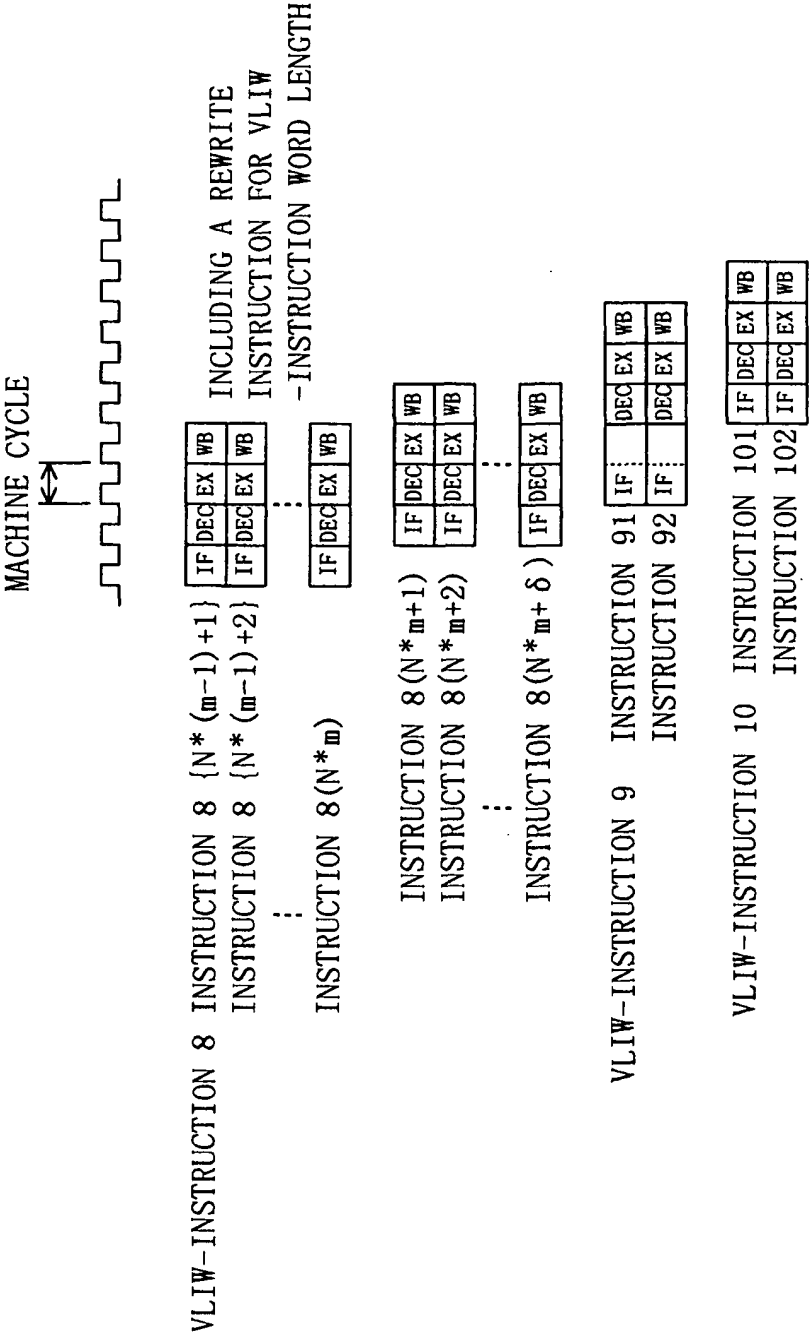 MACHINE CYCLE
VLIW-INSTRUCTION 8 INSTRUCTION 8 {N*(m-1)+1} IF DEC EX WB
INSTRUCTION 8 {N*(m-1)+2} IF DEC EX WB
INSTRUCTION 8(N*m) IF DEC EX WB
INCLUDING A REWRITE
INSTRUCTION FOR VLIW
-INSTRUCTION WORD LENGTH
INSTRUCTION 8(N*m+1) IF DEC EX WB
INSTRUCTION 8(N*m+2) IF DEC EX WB
INSTRUCTION 8(N*m+δ) IF DEC EX WB
VLIW-INSTRUCTION 9 INSTRUCTION 91 IF DEC EX WB
INSTRUCTION 92 IF DEC EX WB
VLIW-INSTRUCTION 10 INSTRUCTION 101 IF DEC EX WB
INSTRUCTION 102 IF DEC EX WB